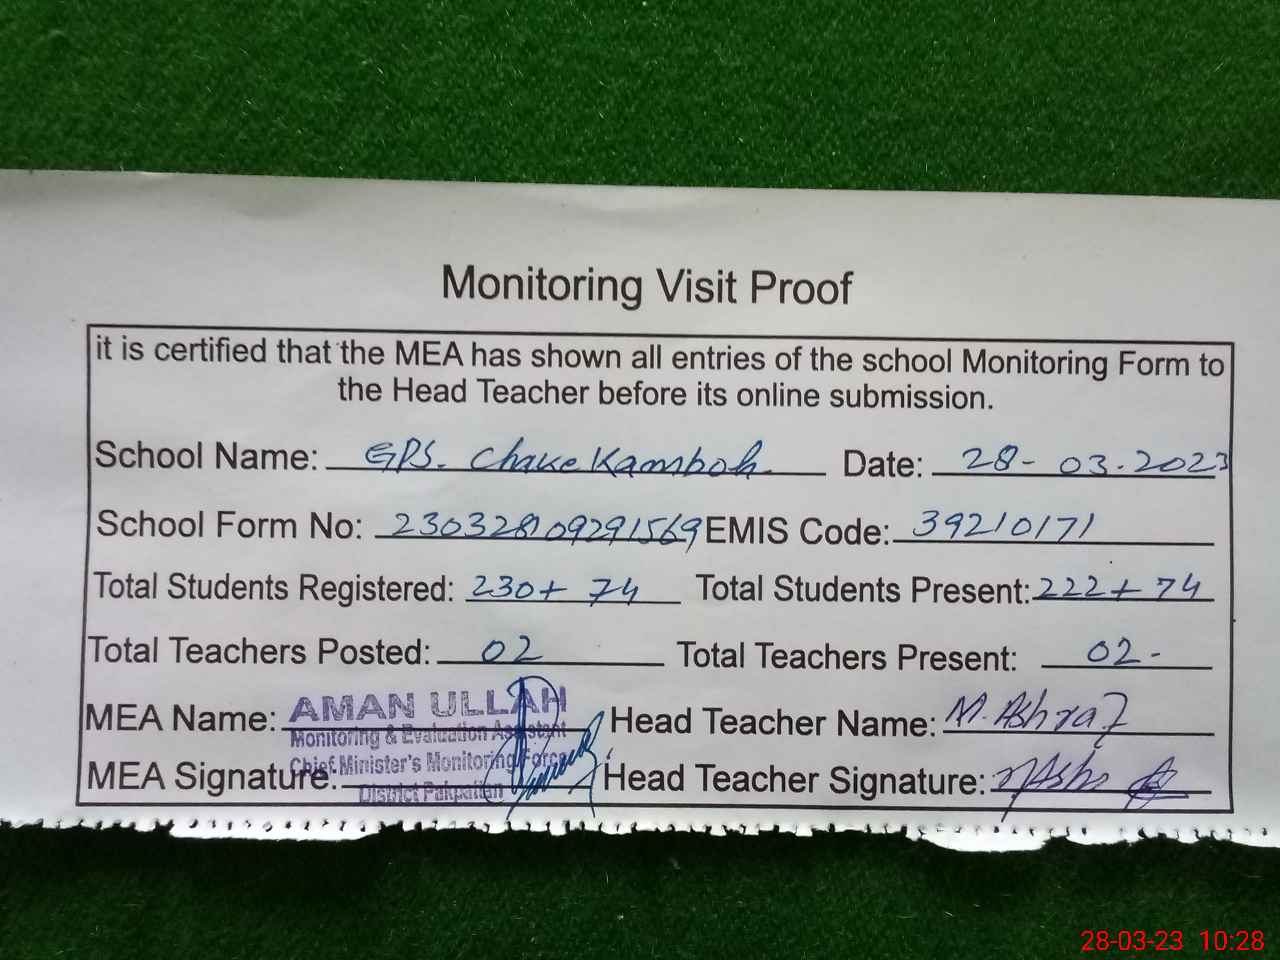 Monitoring Visit Proof
it is certified that the MEA has shown all entries of the school Monitoring Form to
the Head Teacher before its online submission.
School Name: GPS. Chake Kamboh Date: 28-03.2023
School Form No: 23032809291569 EMIS Code: 39210171
Total Students Registered: 230+ 74 Total Students Present: 222+ 74
Total Teachers Posted: 02 Total Teachers Present: 02-
MEA Name: AMAN ULLAH Head Teacher Name: M. Ashraf
Monitoring & Evaluation Assistant
Chief Minister's Monitoring Force
MEA Signature: Head Teacher Signature: MAsh
District Pakpattan
28-03-23 10:28